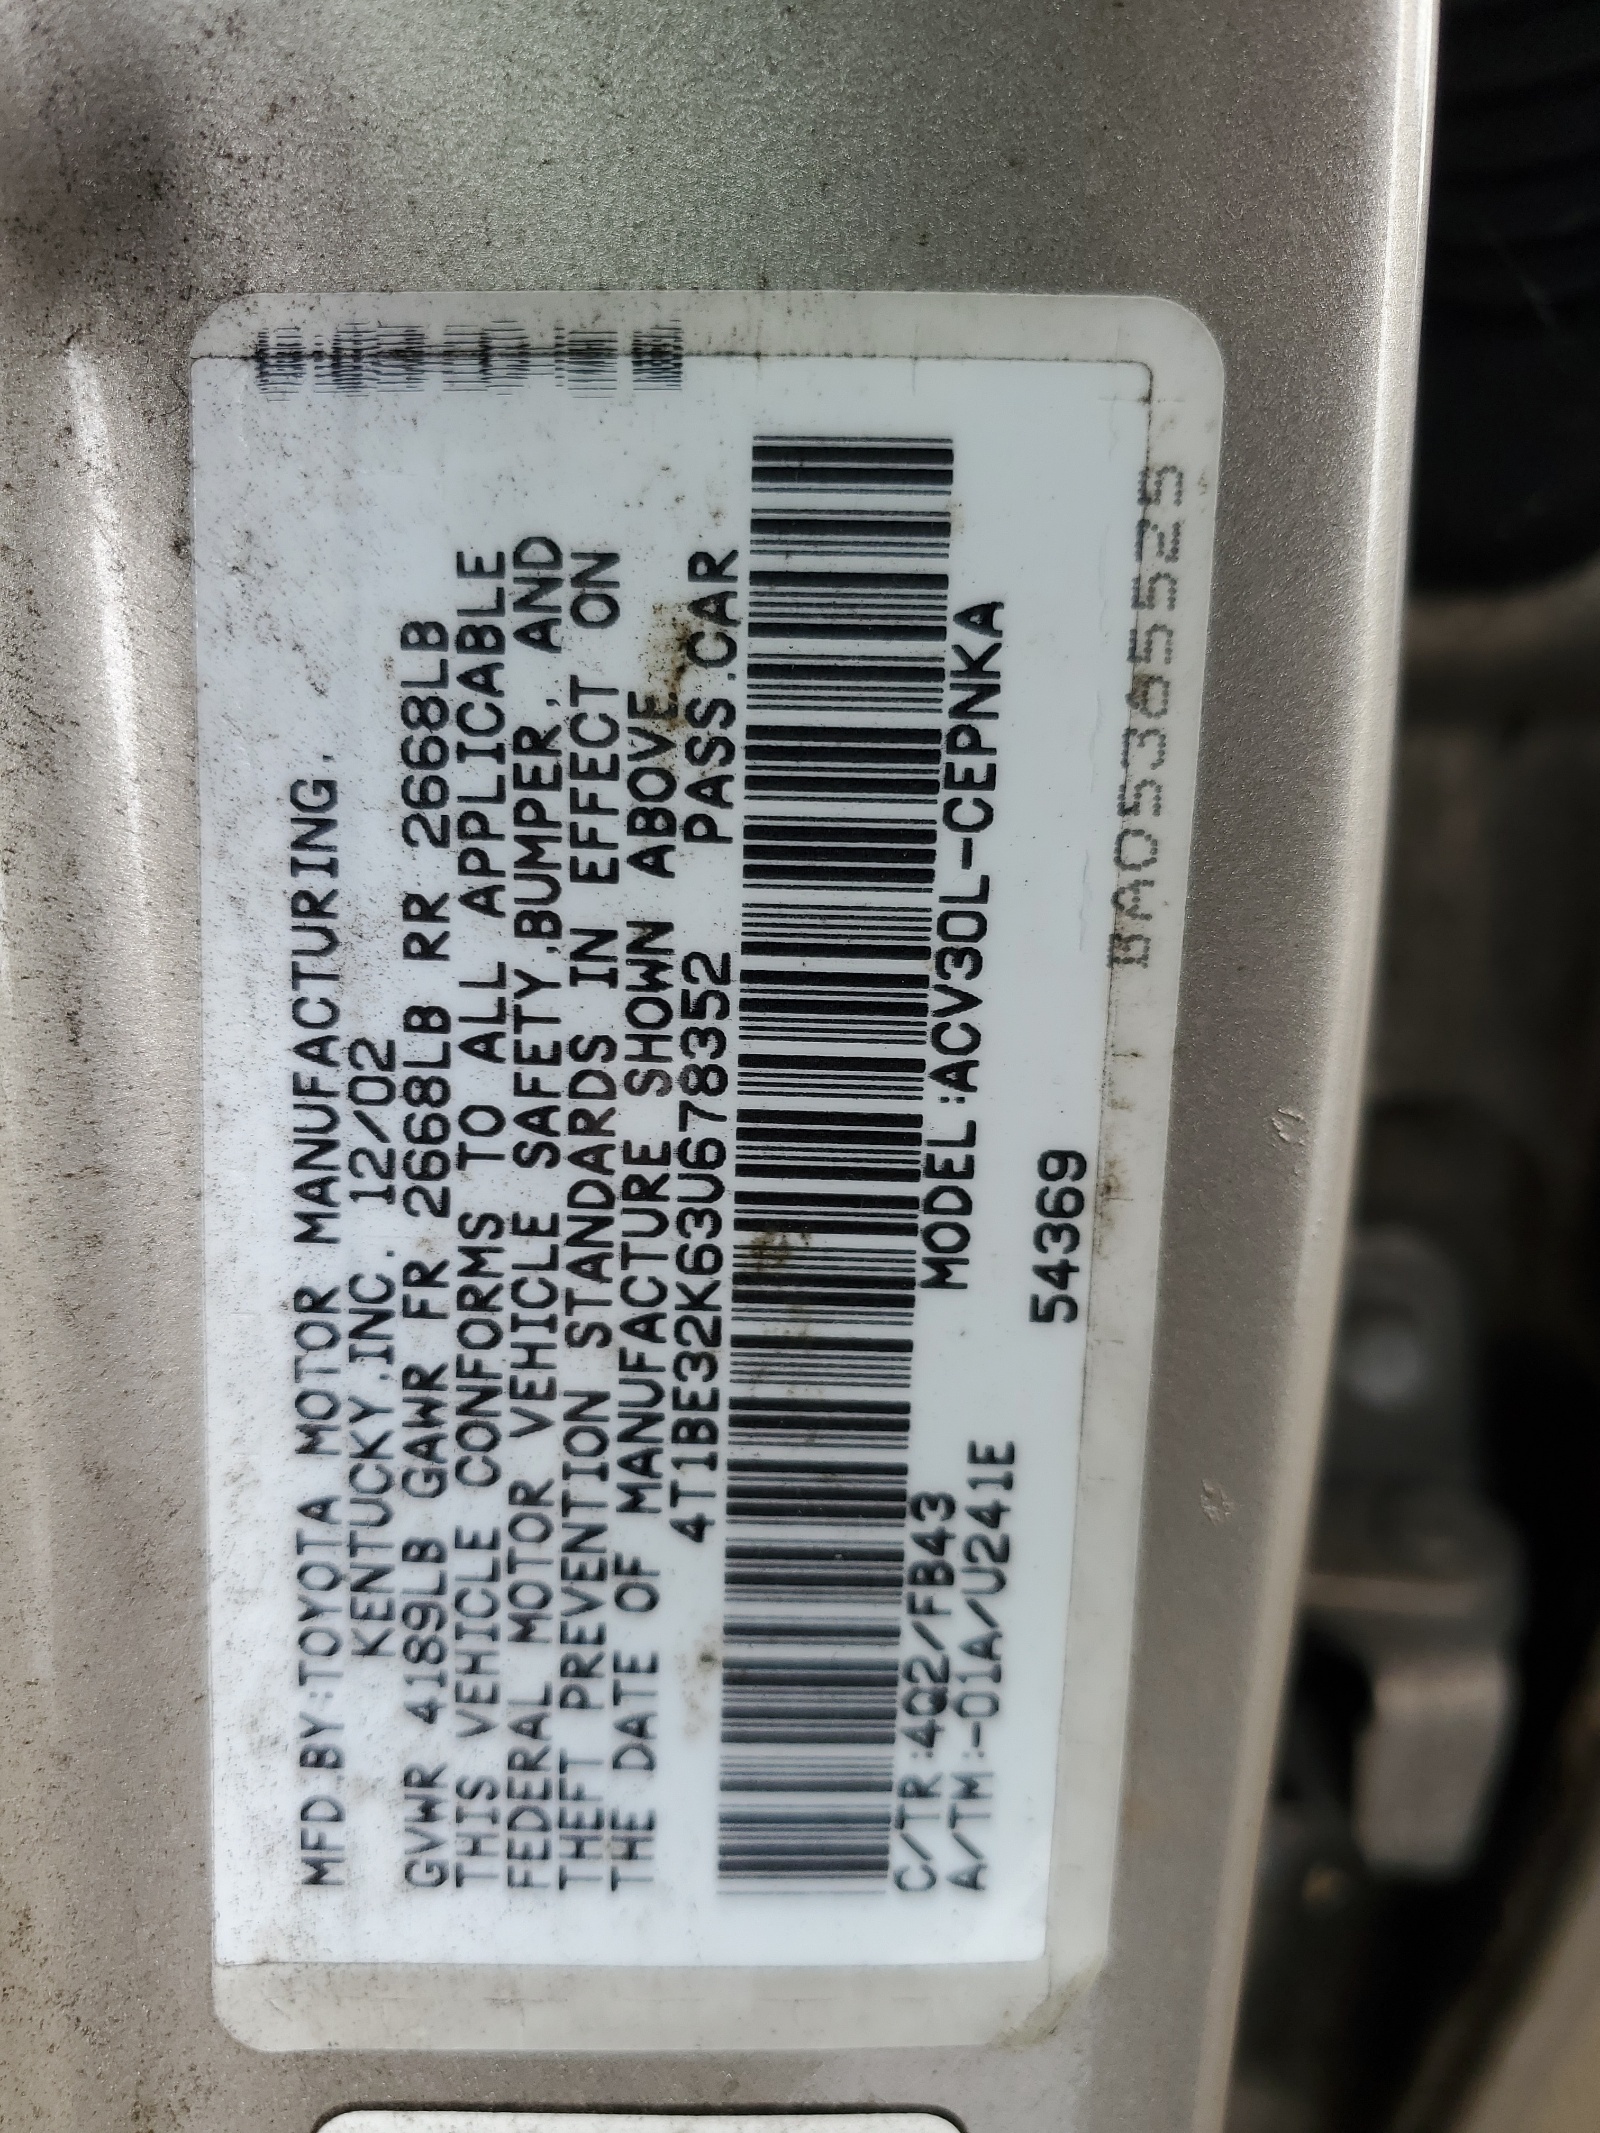 MFD.BY:TOYOTA MOTOR MANUFACTURING,
KENTUCKY,INC. 12/02
GVWR 4189LB GAWR FR 2668LB RR 2668LB
THIS VEHICLE CONFORMS TO ALL APPLICABLE
FEDERAL MOTOR VEHICLE SAFETY,BUMPER, AND
THEFT PREVENTION STANDARDS IN EFFECT ON
THE DATE OF MANUFACTURE SHOWN ABOVE.
4T1BE32K63U678352 PASS.CAR
C/TR:4Q2/FB43 MODEL:ACV30L-CEPNKA
A/TM:-01A/U241E
54369
BA05365525